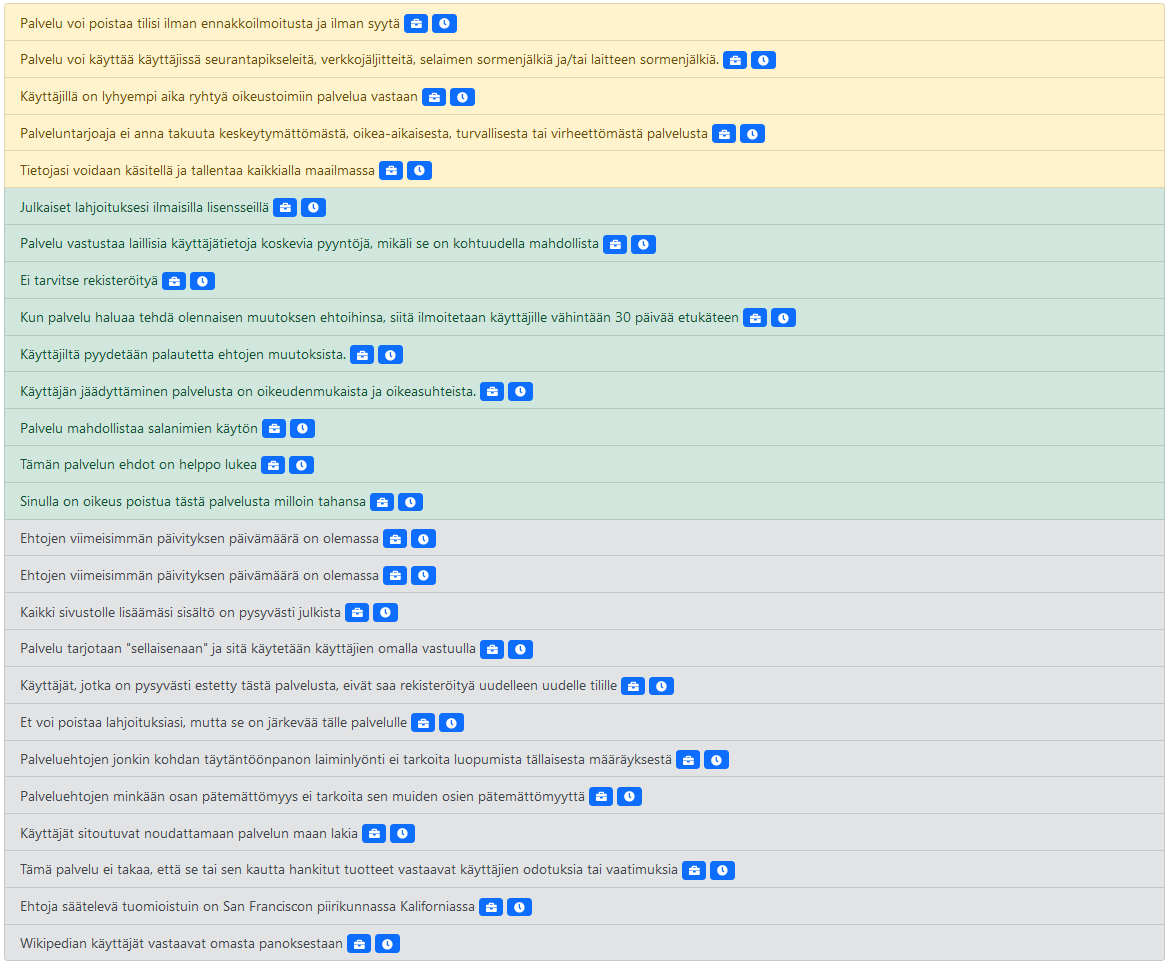 Palvelu voi poistaa tilisi ilman ennakkoilmoitusta ja ilman syytä
Palvelu voi käyttää käyttäjissä seurantapikseleitä, verkkojäljitteitä, selaimen sormenjälkiä ja/tai laitteen sormenjälkiä.
Käyttäjillä on lyhyempi aika ryhtyä oikeustoimiin palvelua vastaan
Palveluntarjoaja ei anna takuuta keskeytymättömästä, oikea-aikaisesta, turvallisesta tai virheettömästä palvelusta
Tietojasi voidaan käsitellä ja tallentaa kaikkialla maailmassa
Julkaiset lahjoituksesi ilmaisilla lisensseillä
Palvelu vastustaa laillisia käyttäjätietoja koskevia pyyntöjä, mikäli se on kohtuudella mahdollista
Ei tarvitse rekisteröityä
Kun palvelu haluaa tehdä olennaisen muutoksen ehtoihinsa, siitä ilmoitetaan käyttäjille vähintään 30 päivää etukäteen
Käyttäjiltä pyydetään palautetta ehtojen muutoksista.
Käyttäjän jäädyttäminen palvelusta on oikeudenmukaista ja oikeasuhteista.
Palvelu mahdollistaa salanimien käytön
Tämän palvelun ehdot on helppo lukea
Sinulla on oikeus poistua tästä palvelusta milloin tahansa
Ehtojen viimeisimmän päivityksen päivämäärä on olemassa
Ehtojen viimeisimmän päivityksen päivämäärä on olemassa
Kaikki sivustolle lisäämäsi sisältö on pysyvästi julkista
Palvelu tarjotaan "sellaisenaan" ja sitä käytetään käyttäjien omalla vastuulla
Käyttäjät, jotka on pysyvästi estetty tästä palvelusta, eivät saa rekisteröityä uudelleen uudelle tilille
Et voi poistaa lahjoituksiasi, mutta se on järkevää tälle palvelulle
Palveluehtojen jonkin kohdan täytäntöönpanon laiminlyönti ei tarkoita luopumista tällaisesta määräyksestä
Palveluehtojen minkään osan pätemättömyys ei tarkoita sen muiden osien pätemättömyyttä
Käyttäjät sitoutuvat noudattamaan palvelun maan lakia
Tämä palvelu ei takaa, että se tai sen kautta hankitut tuotteet vastaavat käyttäjien odotuksia tai vaatimuksia
Ehtoja säätelevä tuomioistuin on San Franciscon piirikunnassa Kaliforniassa
Wikipedian käyttäjät vastaavat omasta panoksestaan